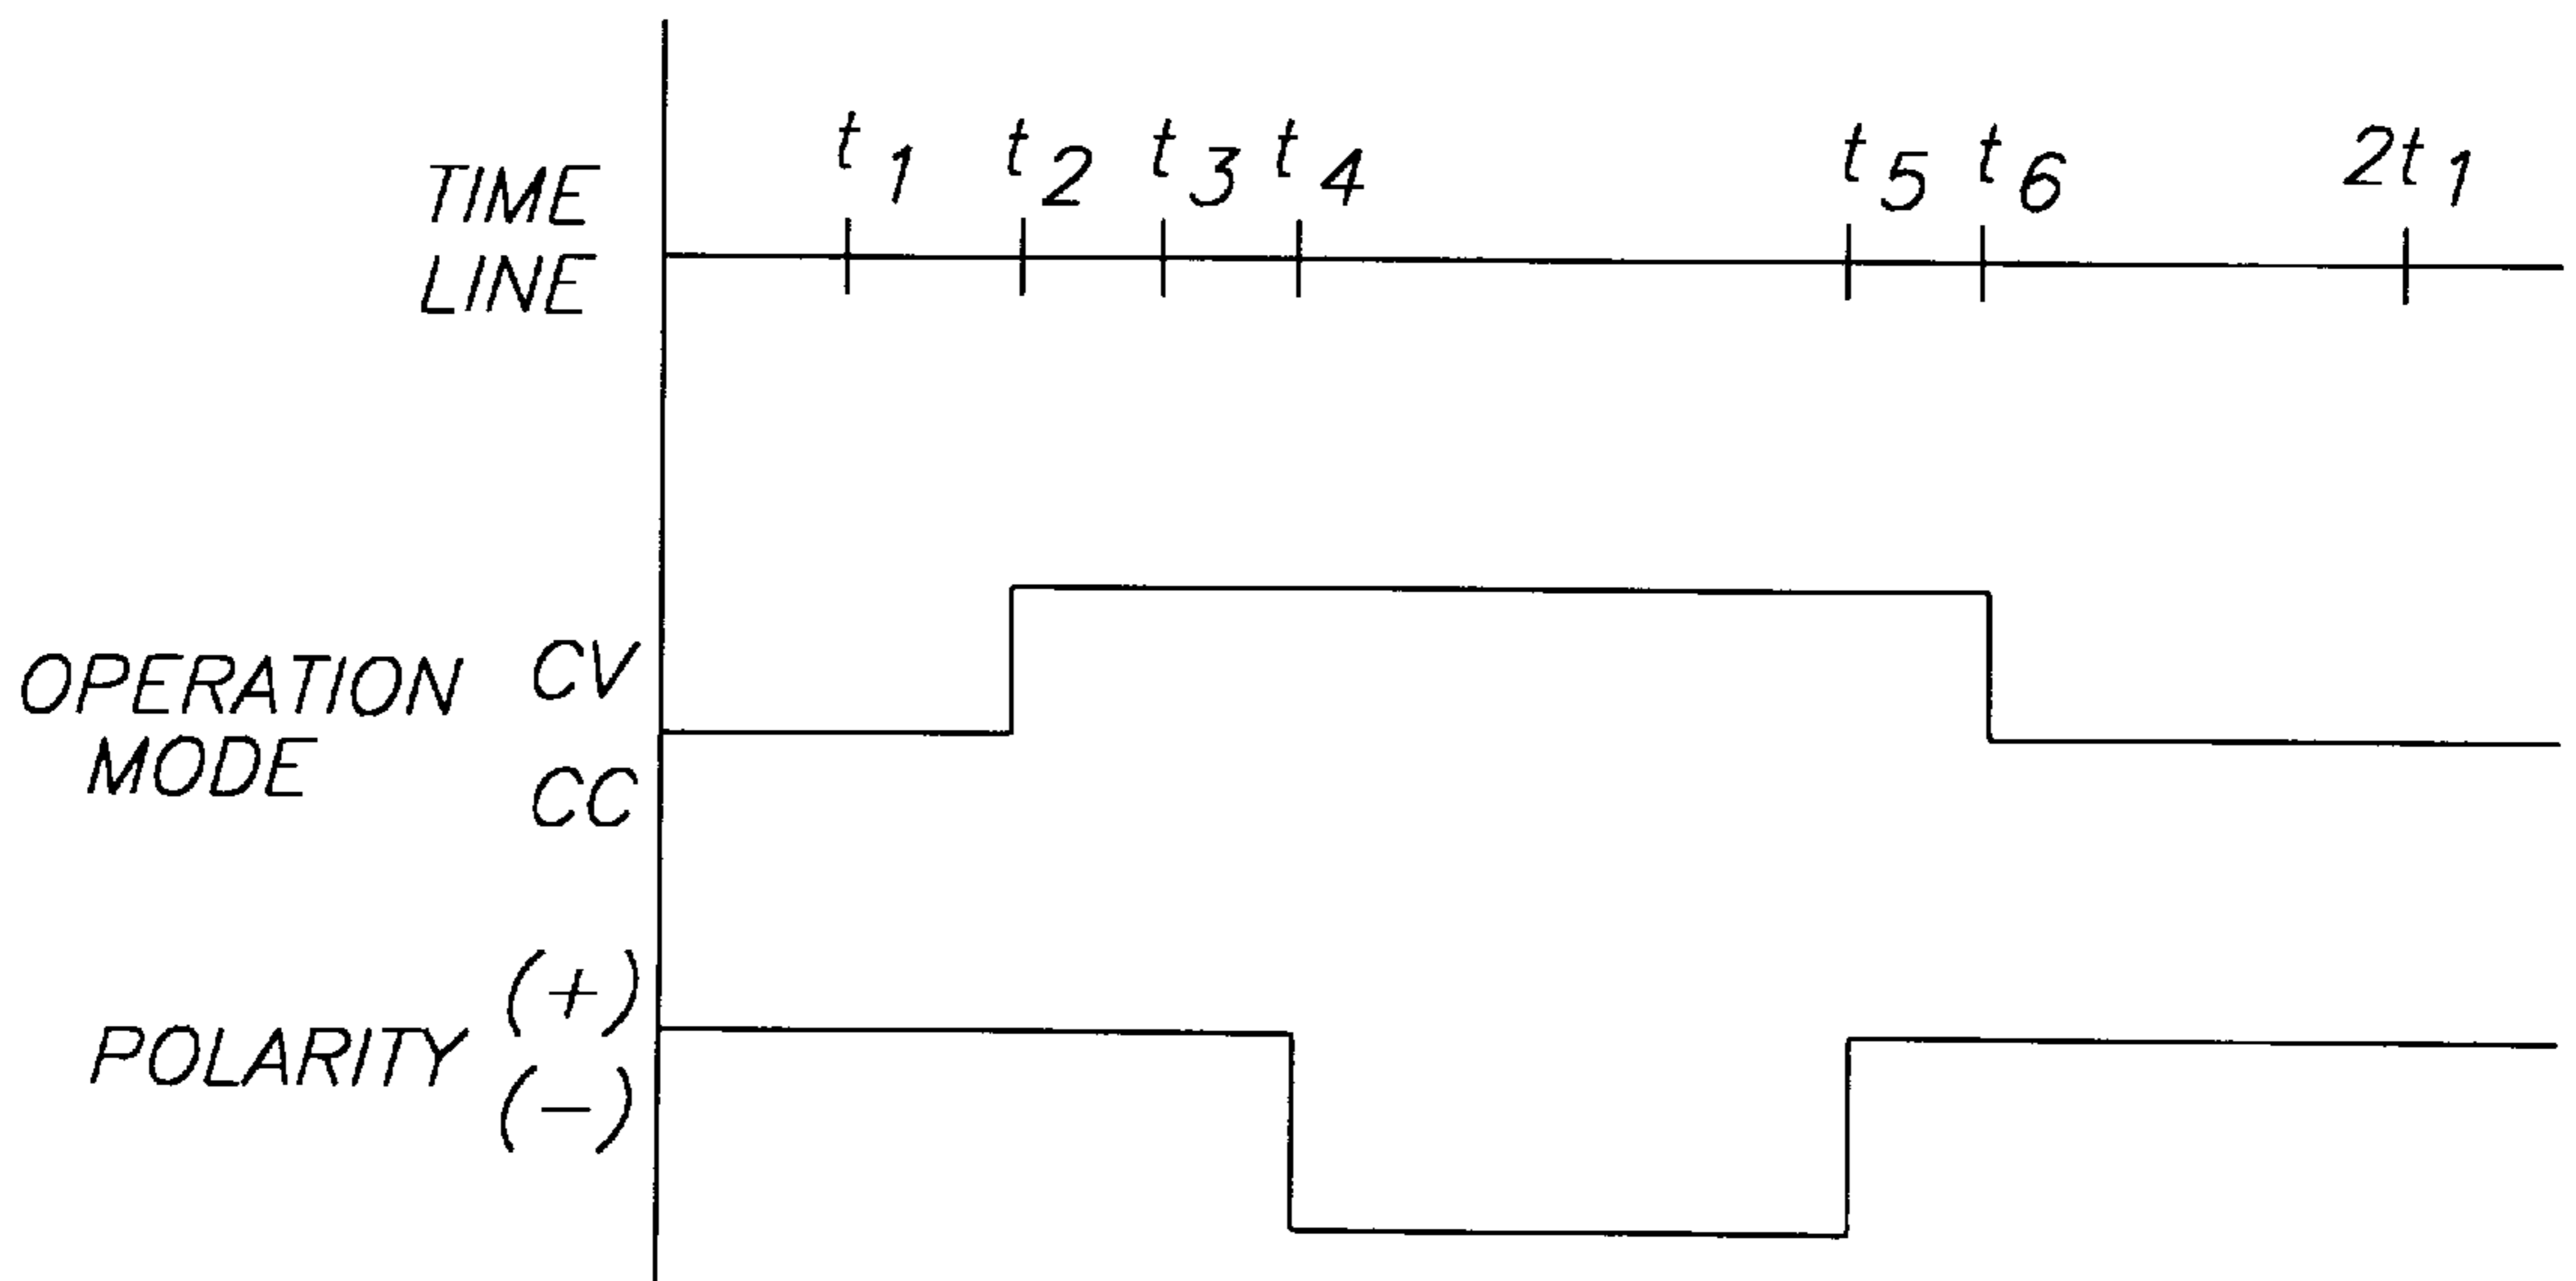 t1 t2 t3 t4 t5 t6 2t1
TIME
LINE
OPERATION
MODE
CV
CC
POLARITY
(+)
(-)